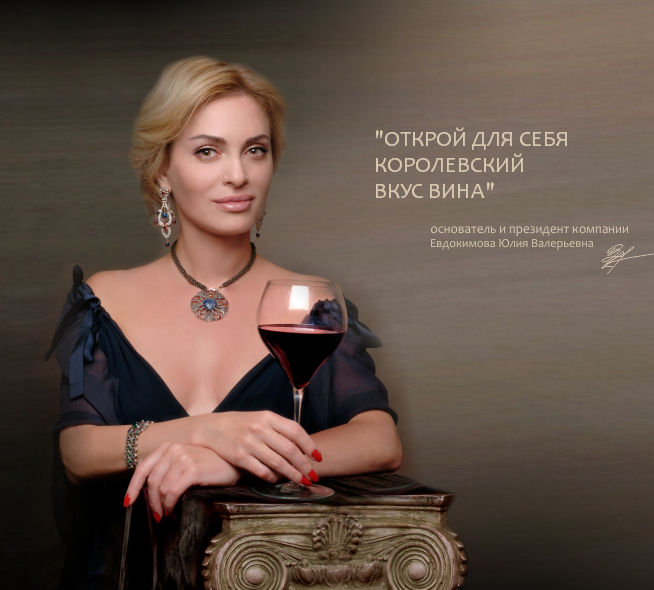 "ОТКРОЙ ДЛЯ СЕБЯ
КОРОЛЕВСКИЙ
ВКУС ВИНА"
основатель и президент компании
Евдокимова Юлия Валерьевна